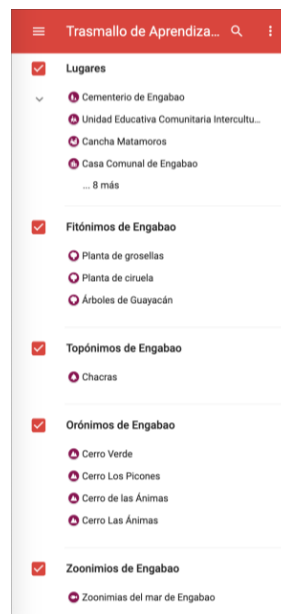 Trasmallo de Aprendiza...
Lugares
Cementerio de Engabao
Unidad Educativa Comunitaria Intercultu...
Cancha Matamoros
Casa Comunal de Engabao
... 8 más
Fitónimos de Engabao
Planta de grosellas
Planta de ciruela
Árboles de Guayacán
Topónimos de Engabao
Chacras
Orónimos de Engabao
Cerro Verde
Cerro Los Picones
Cerro de las Ánimas
Cerro Las Ánimas
Zoonimios de Engabao
Zoonimias del mar de Engabao